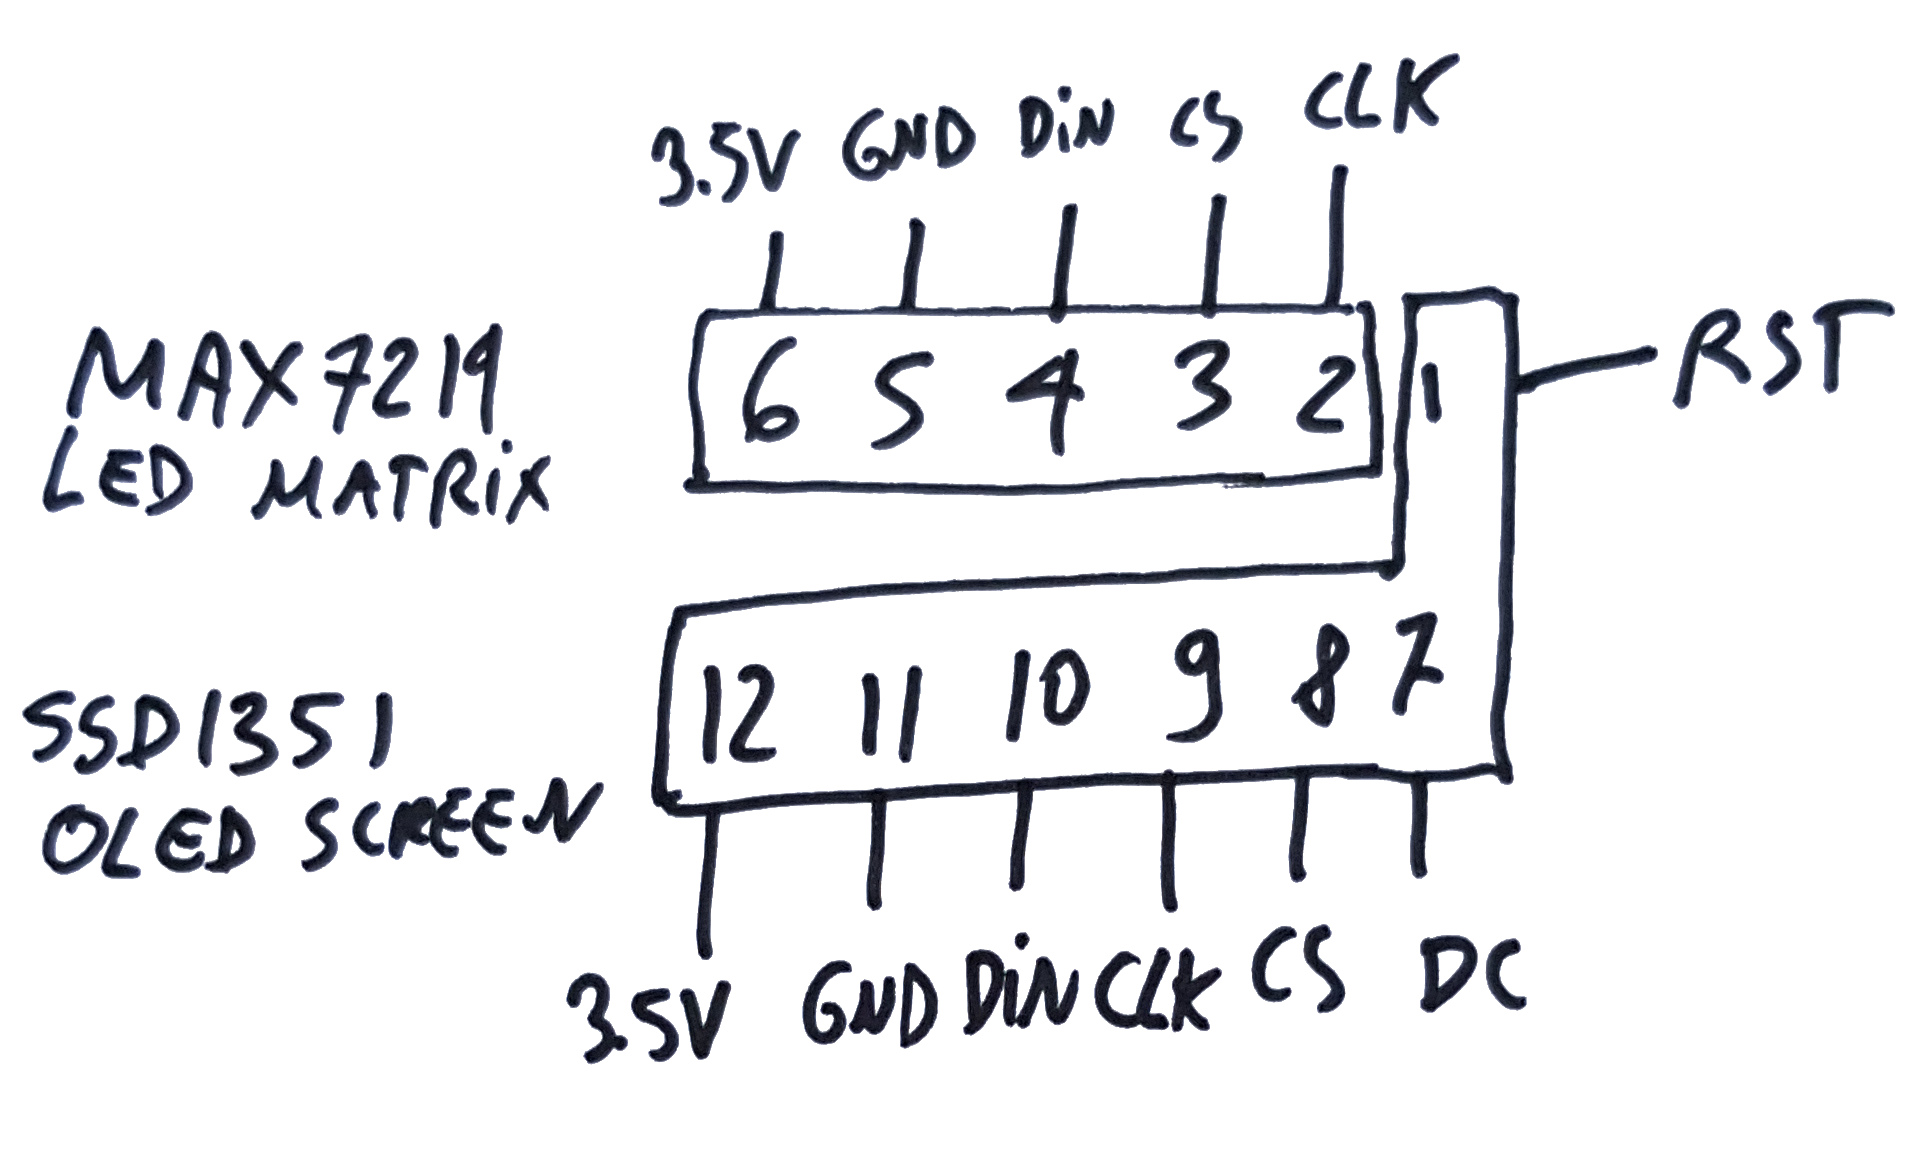 3.5V GND DiN CS CLK
MAX7219
LED MATRiX
6 5 4 3 2 1 RST
SSD1351
OLED SCREEN
12 11 10 9 8 7
3.5V GND DiN CLK CS DC